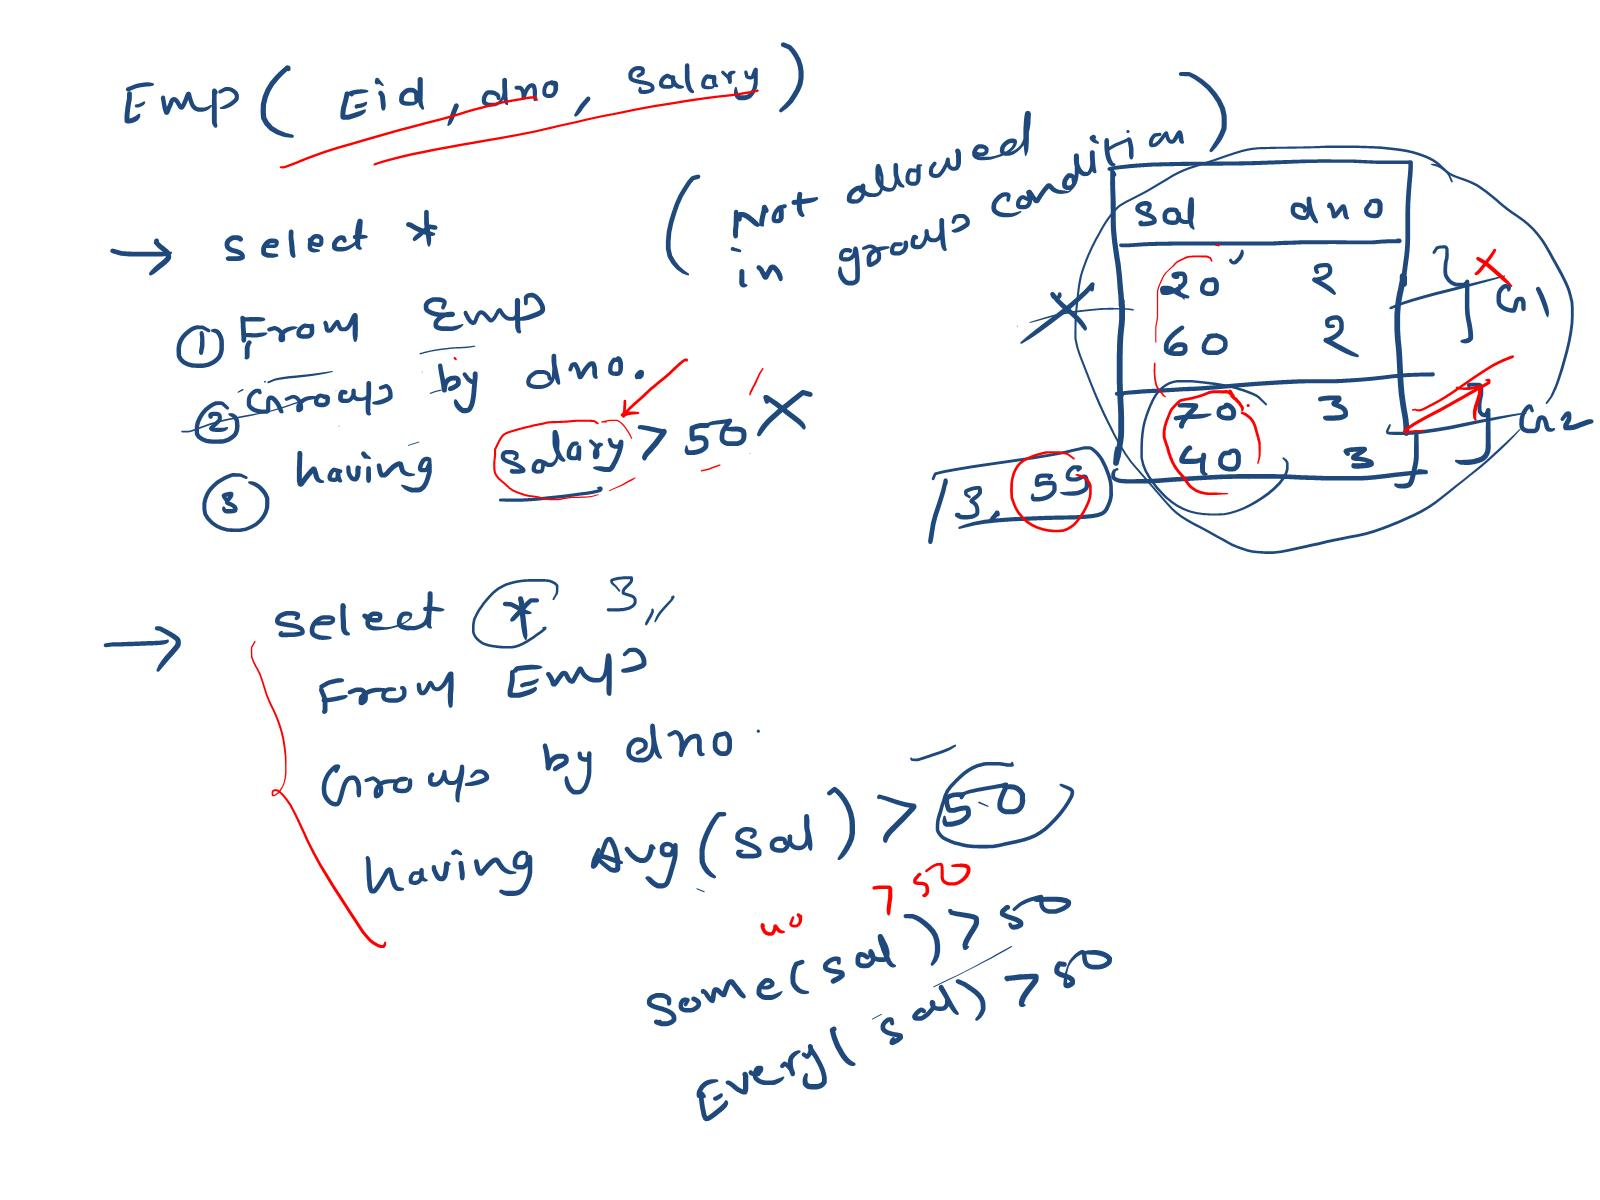 Emp ( Eid, dno, Salary )
→ Select *
( Not allowed
in group condition )
① From Emp
② Group by dno.
③ having Salary > 50 X
sal dno
20 2
60 2
G1
70 3
40 3
G2
3, 55
→ Select * 3,,
From Emp
Group by dno
having Avg(Sal) > 50
no > 50
Some(sal) > 50
Every(sal) > 50